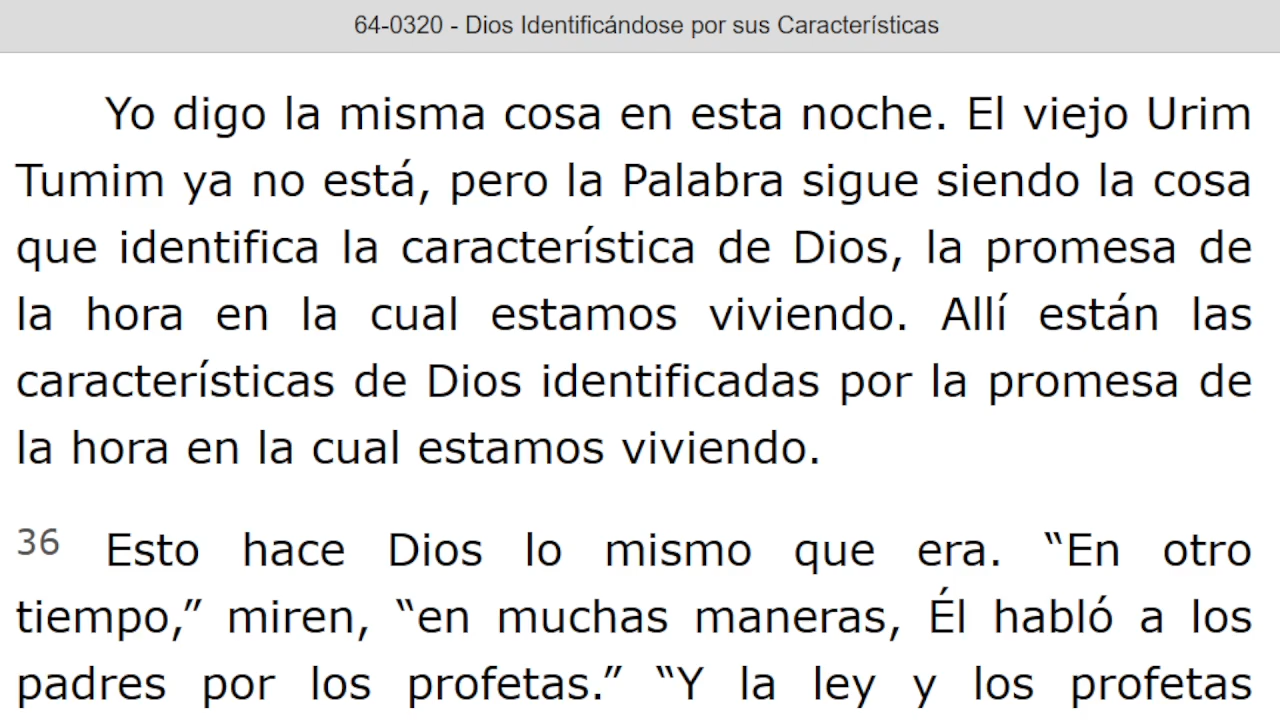 64-0320 - Dios Identificándose por sus Características
Yo digo la misma cosa en esta noche. El viejo Urim
Tumim ya no está, pero la Palabra sigue siendo la cosa
que identifica la característica de Dios, la promesa de
la hora en la cual estamos viviendo. Allí están las
características de Dios identificadas por la promesa de
la hora en la cual estamos viviendo.
36 Esto hace Dios lo mismo que era. “En otro
tiempo,” miren, “en muchas maneras, Él habló a los
padres por los profetas.” “Y la ley y los profetas